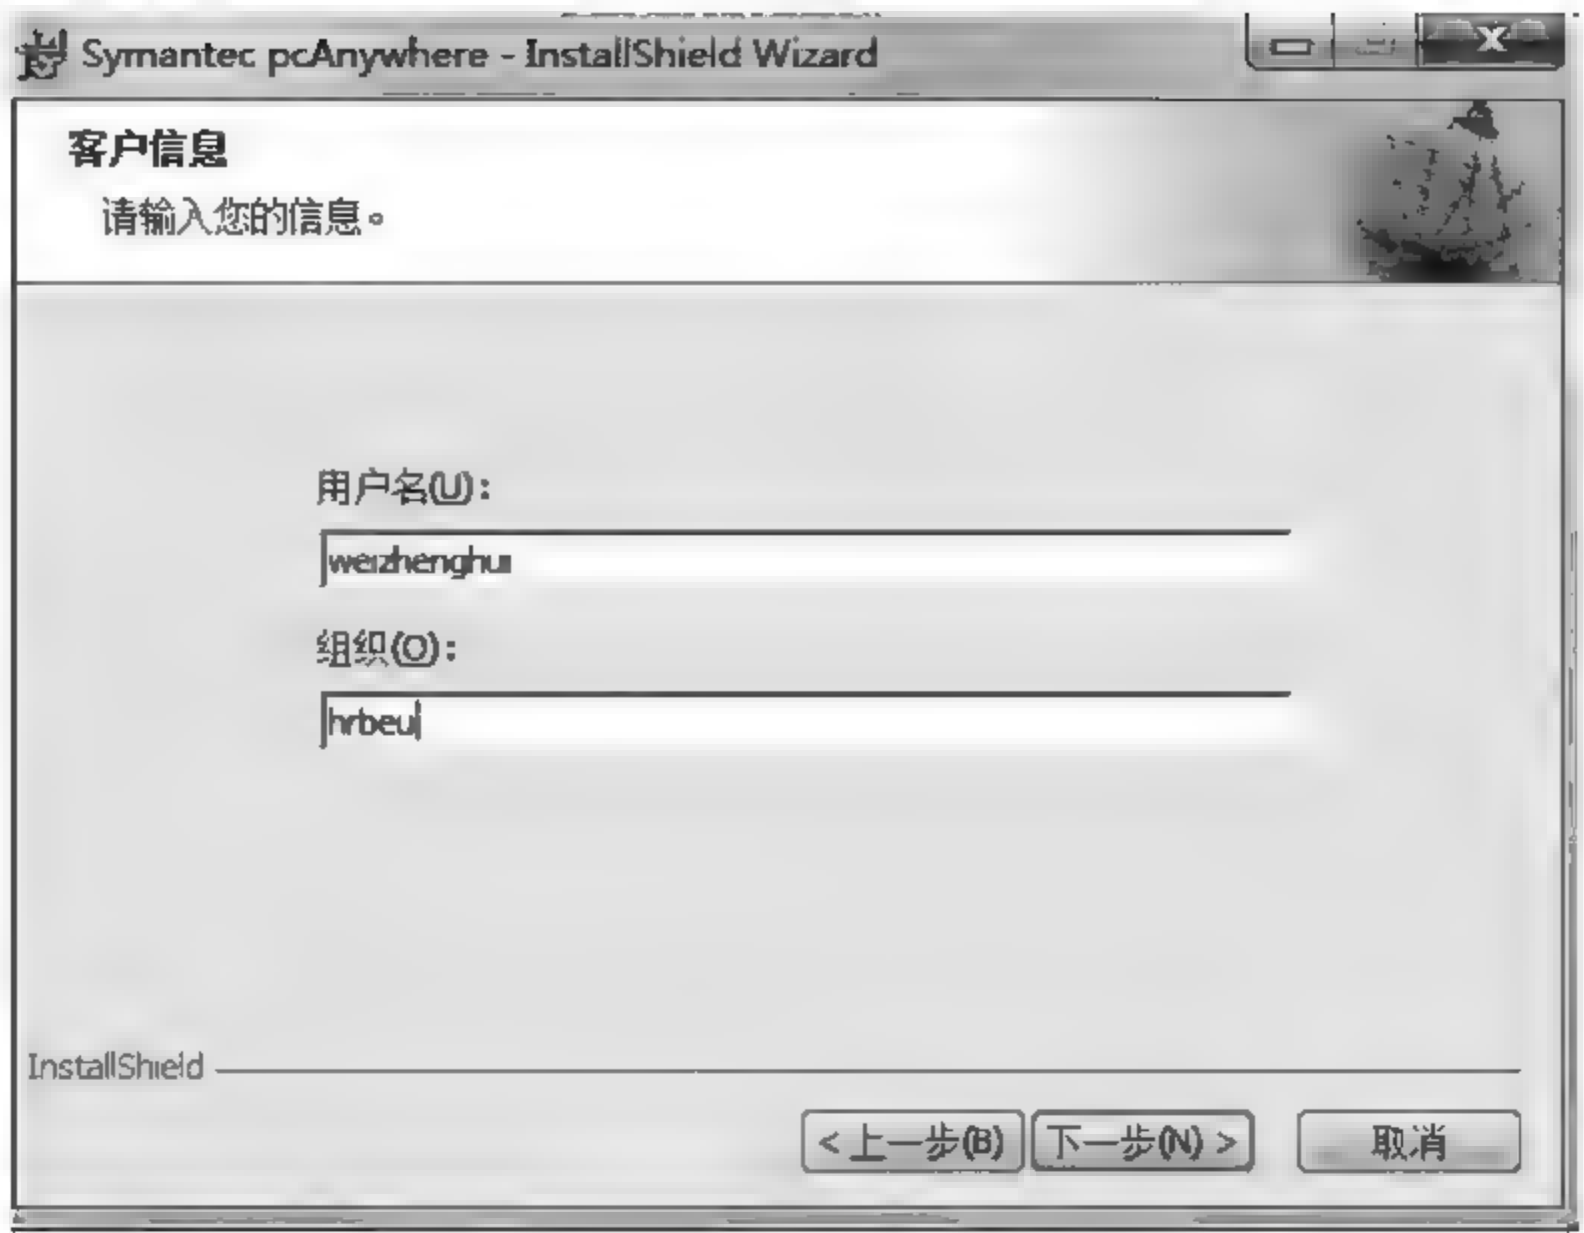 Symantec pcAnywhere - InstallShield Wizard
客户信息
请输入您的信息。
用户名(U)：
weizhenghui
组织(O)：
hrbeu
InstallShield
< 上一步(B) 下一步(N) > 取消